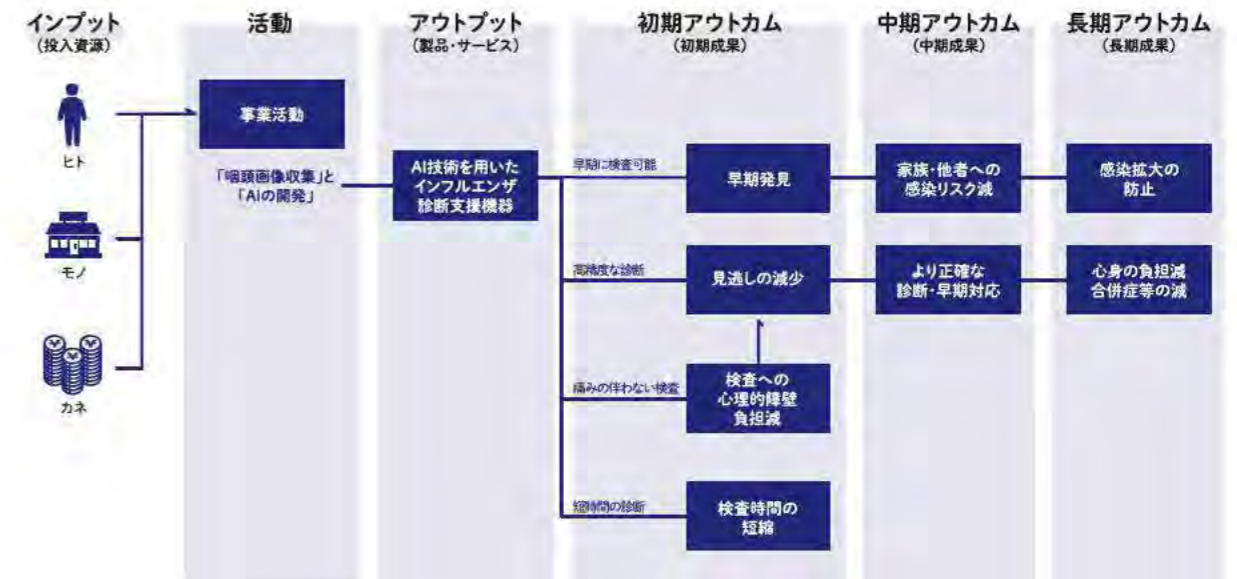 インプット
(投入資源)
活動
アウトプット
(製品・サービス)
初期アウトカム
(初期成果)
中期アウトカム
(中期成果)
長期アウトカム
(長期成果)
ヒト
モノ
カネ
事業活動
「咽頭画像収集」と
「AIの開発」
AI技術を用いた
インフルエンザ
診断支援機器
早期に検査可能
早期発見
家族・他者への
感染リスク減
感染拡大の
防止
高精度な診断
見逃しの減少
より正確な
診断・早期対応
心身の負担減
合併症等の減
痛みの伴わない検査
検査への
心理的障壁
負担減
短時間の診断
検査時間の
短縮